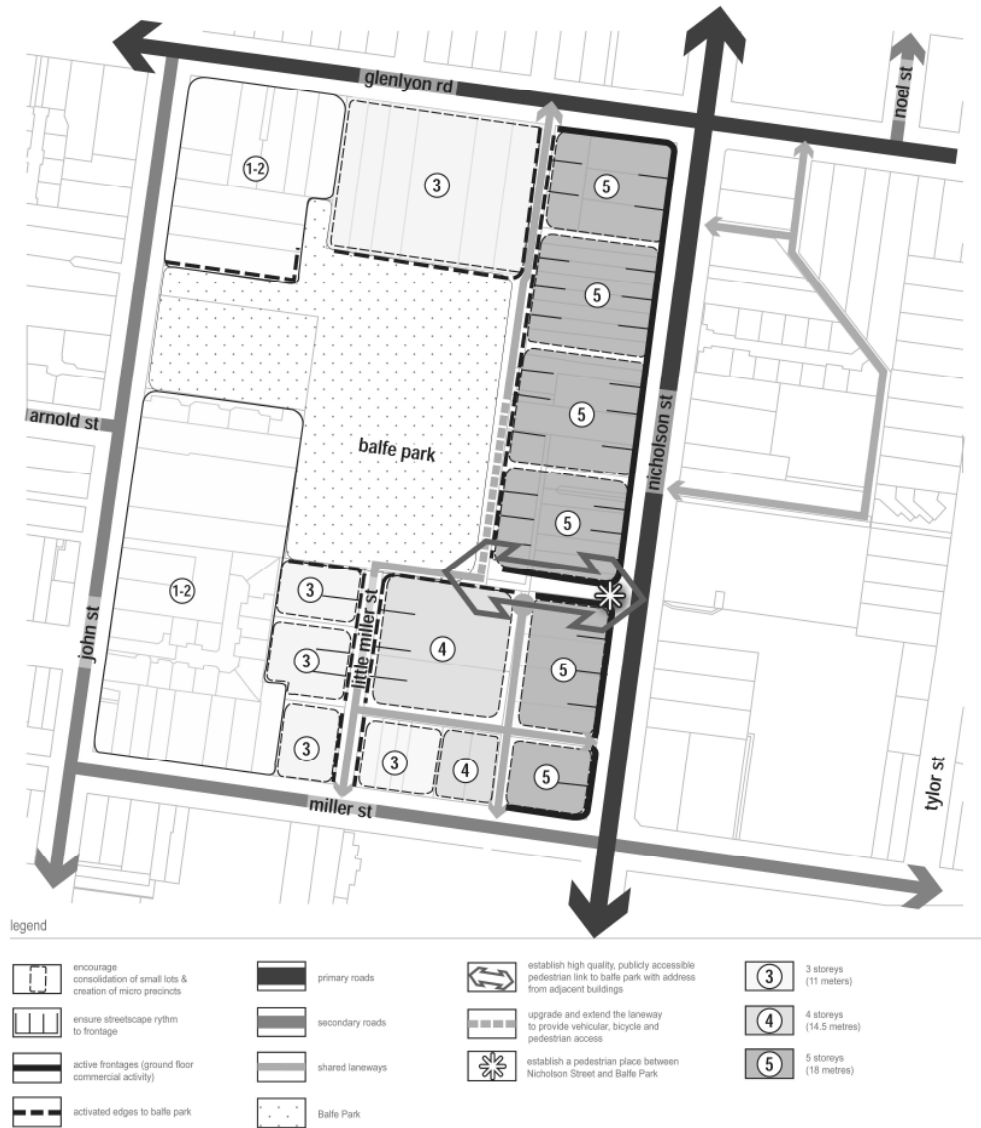 glenlyon rd
noel st
1-2
3
5
5
nicholson st
5
arnold st
balfe park
5
1-2
3
little miller st
john st
3
4
5
3
3
4
5
miller st
tylor st
legend
encourage
consolidation of small lots &
creation of micro precincts
ensure streetscape rythm
to frontage
active frontages (ground floor
commercial activity)
activated edges to balfe park
primary roads
secondary roads
shared laneways
Balfe Park
establish high quality, publicly accessible
pedestrian link to balfe park with address
from adjacent buildings
upgrade and extend the laneway
to provide vehicular, bicycle and
pedestrian access
establish a pedestrian place between
Nicholson Street and Balfe Park
3
3 storeys
(11 meters)
4
4 storeys
(14.5 metres)
5
5 storeys
(18 metres)